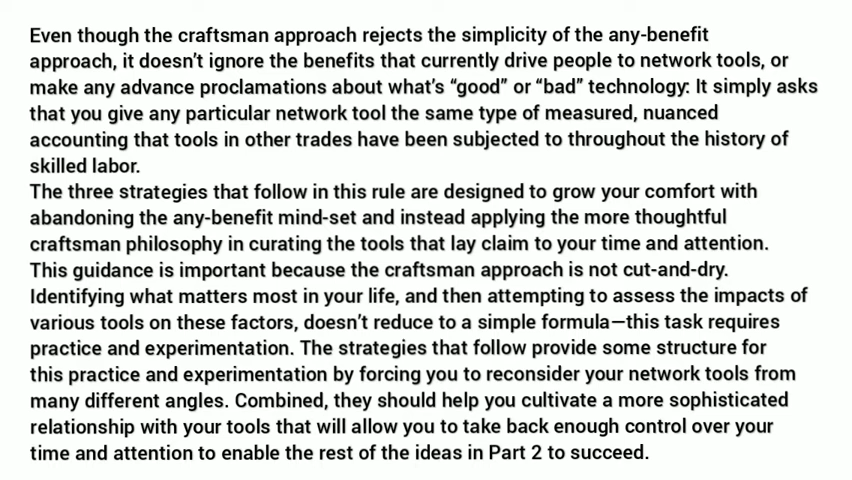 Even though the craftsman approach rejects the simplicity of the any-benefit
approach, it doesn’t ignore the benefits that currently drive people to network tools, or
make any advance proclamations about what’s “good” or “bad” technology: It simply asks
that you give any particular network tool the same type of measured, nuanced
accounting that tools in other trades have been subjected to throughout the history of
skilled labor.
The three strategies that follow in this rule are designed to grow your comfort with
abandoning the any-benefit mind-set and instead applying the more thoughtful
craftsman philosophy in curating the tools that lay claim to your time and attention.
This guidance is important because the craftsman approach is not cut-and-dry.
Identifying what matters most in your life, and then attempting to assess the impacts of
various tools on these factors, doesn’t reduce to a simple formula—this task requires
practice and experimentation. The strategies that follow provide some structure for
this practice and experimentation by forcing you to reconsider your network tools from
many different angles. Combined, they should help you cultivate a more sophisticated
relationship with your tools that will allow you to take back enough control over your
time and attention to enable the rest of the ideas in Part 2 to succeed.